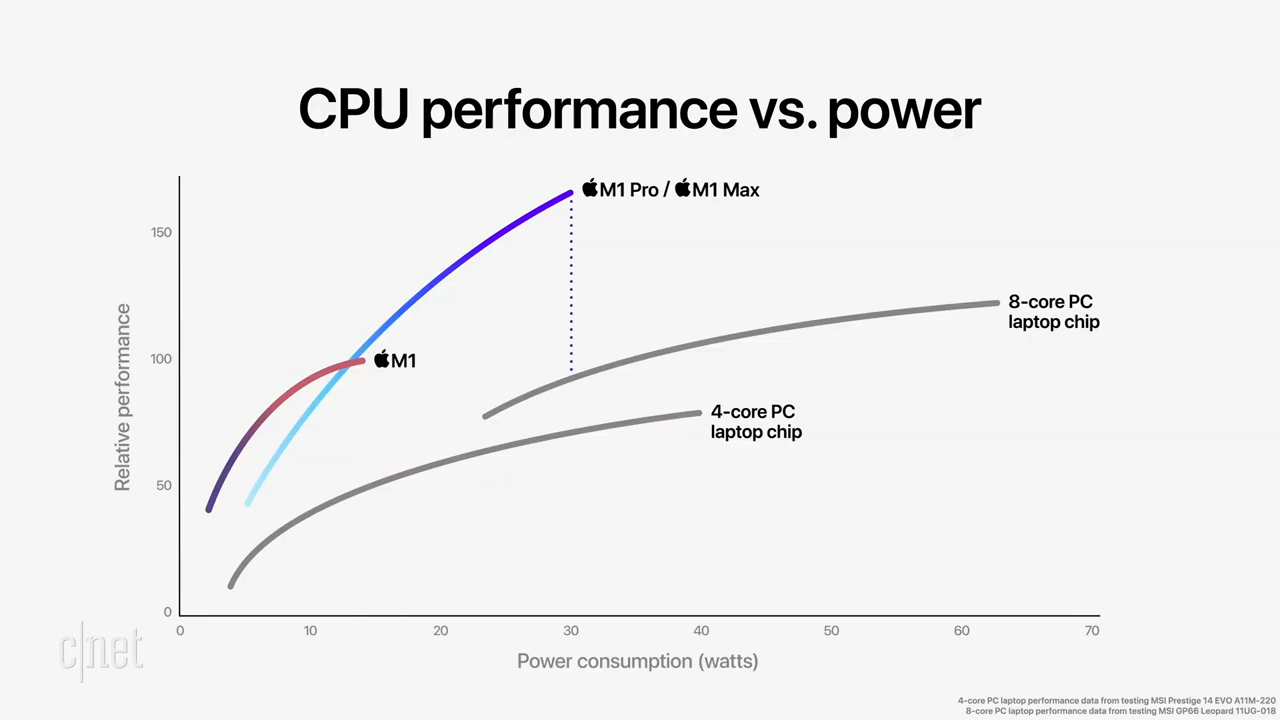 CPU performance vs. power
M1 Pro / M1 Max
150
8-core PC
laptop chip
Relative performance
100
M1
4-core PC
laptop chip
50
0
0 10 20 30 40 50 60 70
c|net
Power consumption (watts)
4-core PC laptop performance data from testing MSI Prestige 14 EVO A11M-220
8-core PC laptop performance data from testing MSI GP66 Leopard 11UG-018